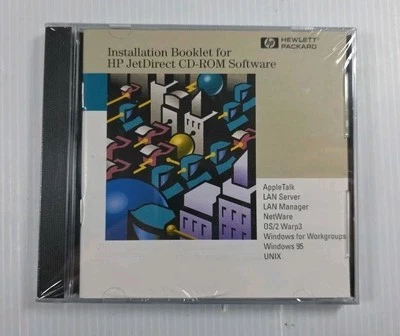 Installation Booklet for
HP JetDirect CD-ROM Software
hp HEWLETT
PACKARD
AppleTalk
LAN Server
LAN Manager
NetWare
OS/2 Warp3
Windows for Workgroups
Windows 95
UNIX